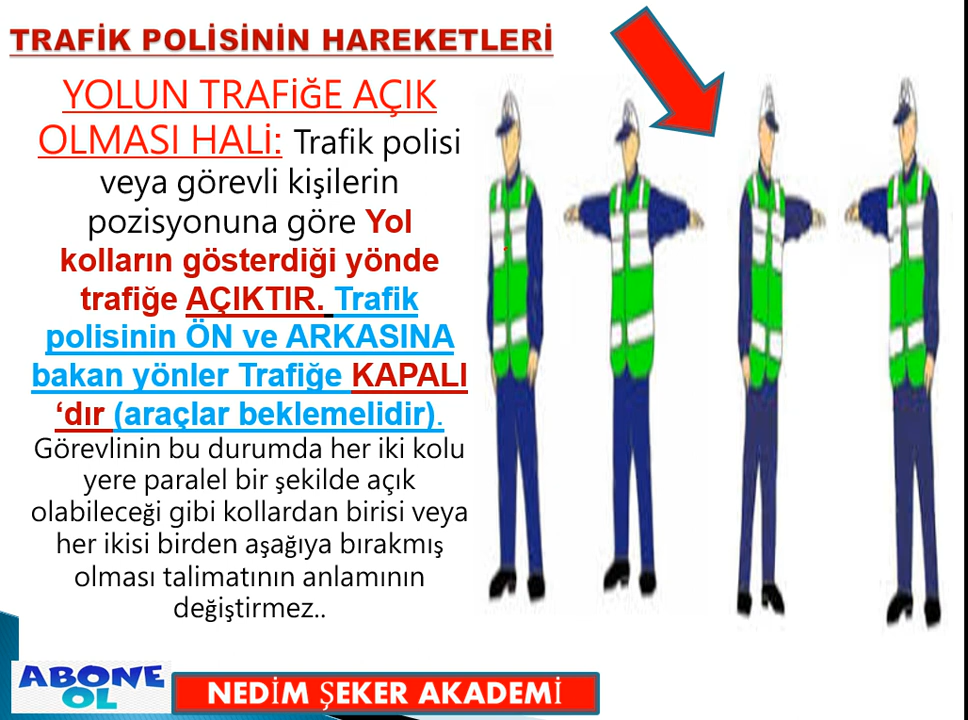 TRAFİK POLİSİNİN HAREKETLERİ
YOLUN TRAFİĞE AÇIK
OLMASI HALİ: Trafik polisi
veya görevli kişilerin
pozisyonuna göre Yol
kolların gösterdiği yönde
trafiğe AÇIKTIR. Trafik
polisinin ÖN ve ARKASINA
bakan yönler Trafiğe KAPALI
‘dır (araçlar beklemelidir).
Görevlinin bu durumda her iki kolu
yere paralel bir şekilde açık
olabileceği gibi kollardan birisi veya
her ikisi birden aşağıya bırakmış
olması talimatının anlamının
değiştirmez..
ABONE
OL
NEDİM ŞEKER AKADEMİ